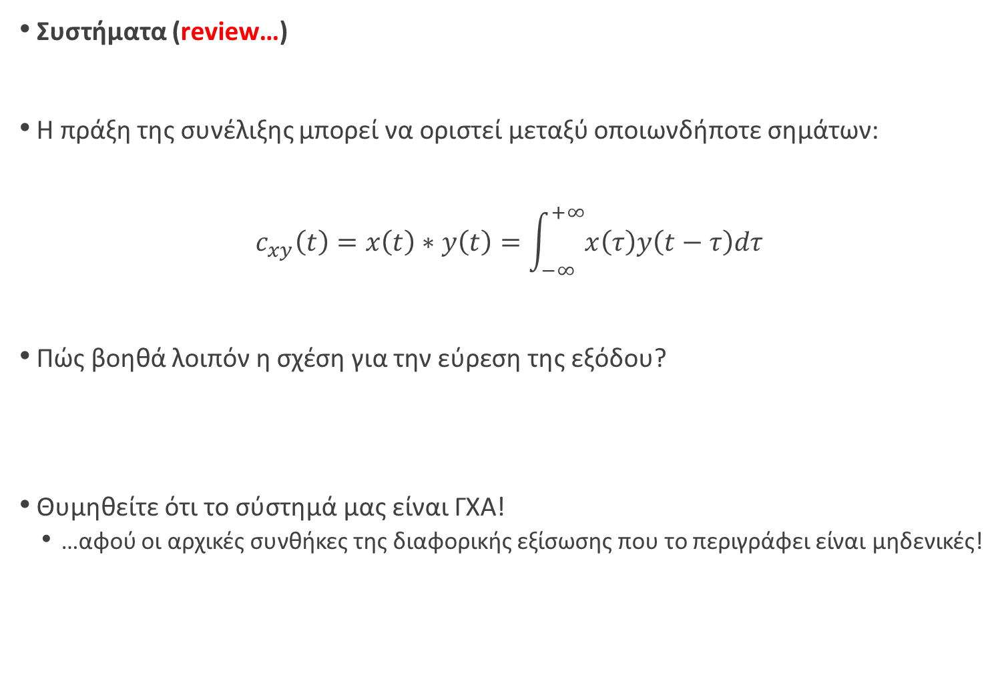 • Συστήματα (review…)
• Η πράξη της συνέλιξης μπορεί να οριστεί μεταξύ οποιωνδήποτε σημάτων:
$c_{xy}(t) = x(t) * y(t) = \int_{-\infty}^{+\infty} x(\tau)y(t - \tau)d\tau$
• Πώς βοηθά λοιπόν η σχέση για την εύρεση της εξόδου?
• Θυμηθείτε ότι το σύστημά μας είναι ΓΧΑ!
• …αφού οι αρχικές συνθήκες της διαφορικής εξίσωσης που το περιγράφει είναι μηδενικές!